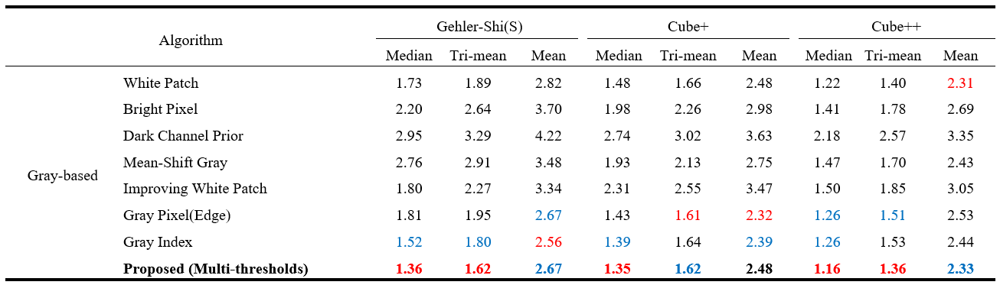 Algorithm Gehler-Shi(S) Cube+ Cube++
Median Tri-mean Mean Median Tri-mean Mean Median Tri-mean Mean
Gray-based
White Patch 1.73 1.89 2.82 1.48 1.66 2.48 1.22 1.40 2.31
Bright Pixel 2.20 2.64 3.70 1.98 2.26 2.98 1.41 1.78 2.69
Dark Channel Prior 2.95 3.29 4.22 2.74 3.02 3.63 2.18 2.57 3.35
Mean-Shift Gray 2.76 2.91 3.48 1.93 2.13 2.75 1.47 1.70 2.43
Improving White Patch 1.80 2.27 3.34 2.31 2.55 3.47 1.50 1.85 3.05
Gray Pixel(Edge) 1.81 1.95 2.67 1.43 1.61 2.32 1.26 1.51 2.53
Gray Index 1.52 1.80 2.56 1.39 1.64 2.39 1.26 1.53 2.44
Proposed (Multi-thresholds) 1.36 1.62 2.67 1.35 1.62 2.48 1.16 1.36 2.33